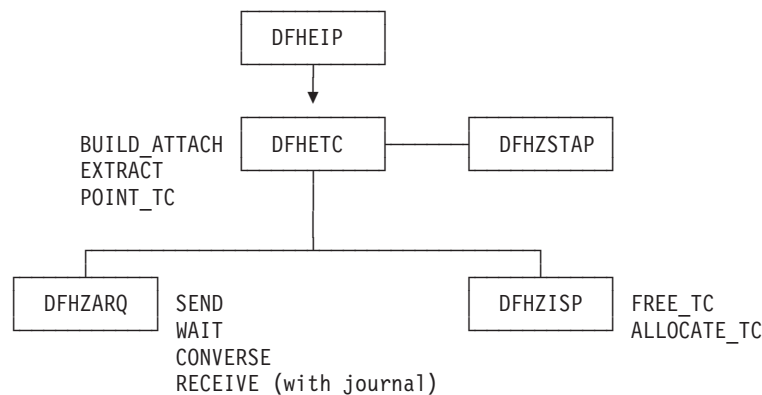 DFHEIP
BUILD_ATTACH DFHETC DFHZSTAP
EXTRACT
POINT_TC
DFHZARQ SEND DFHZISP FREE_TC
WAIT ALLOCATE_TC
CONVERSE
RECEIVE (with journal)